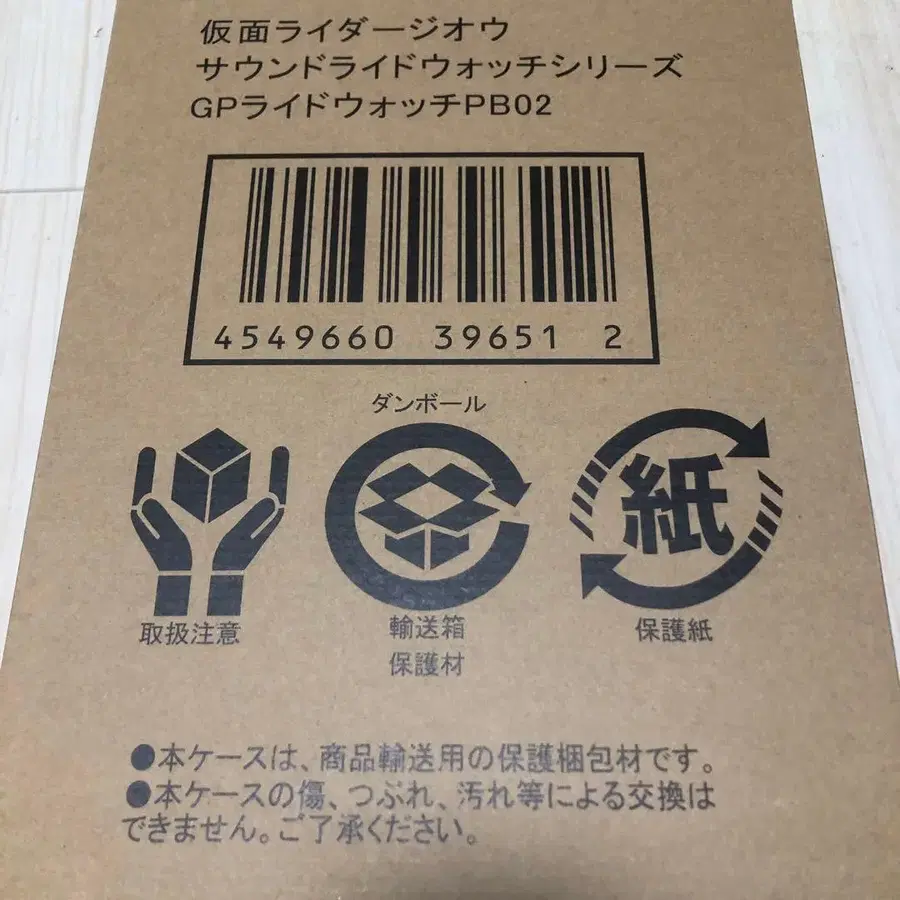 仮面ライダージオウ
サウンドライドウォッチシリーズ
GPライドウォッチPB02
4549660 39651 2
ダンボール
紙
取扱注意
輸送箱
保護材
保護紙
●本ケースは、商品輸送用の保護梱包材です。
●本ケースの傷、つぶれ、汚れ等による交換は
できません。ご了承ください。